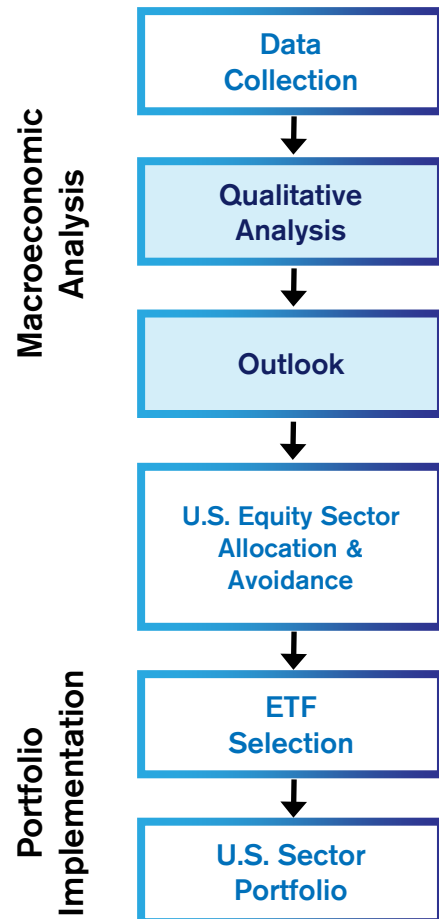 Macroeconomic
Analysis
Data
Collection
Qualitative
Analysis
Outlook
U.S. Equity Sector
Allocation &
Avoidance
Portfolio
Implementation
ETF
Selection
U.S. Sector
Portfolio